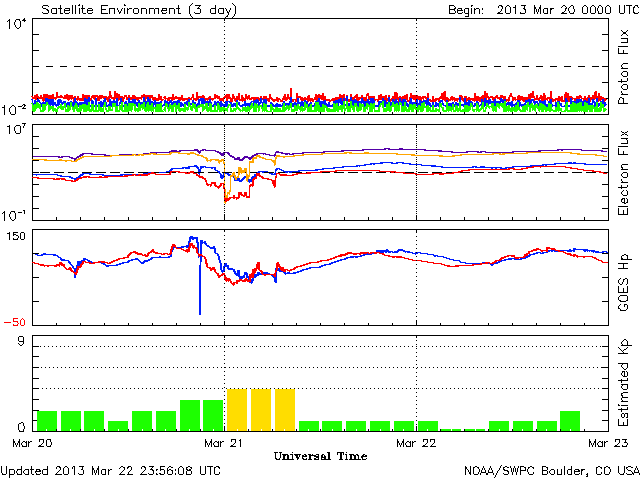 Satellite Environment (3 day) Begin: 2013 Mar 20 0000 UTC
10⁴
10⁻²
Proton Flux
10⁷
10⁻¹
Electron Flux
150
-50
GOES Hp
9
0
Estimated Kp
Mar 20 Mar 21 Mar 22 Mar 23
Universal Time
Updated 2013 Mar 22 23:56:08 UTC NOAA/SWPC Boulder, CO USA